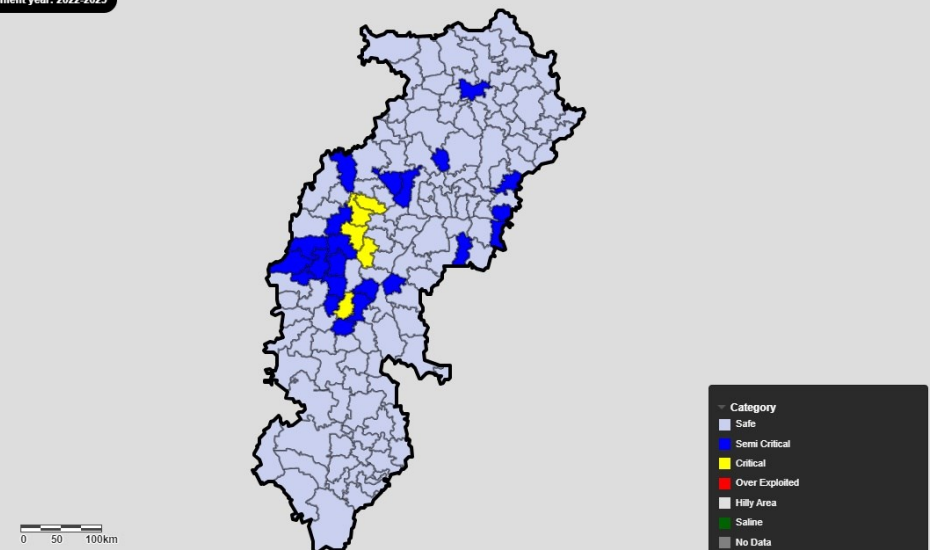 ment year: 2022-2023
Category
Safe
Semi Critical
Critical
Over Exploited
Hilly Area
Saline
No Data
0 50 100km